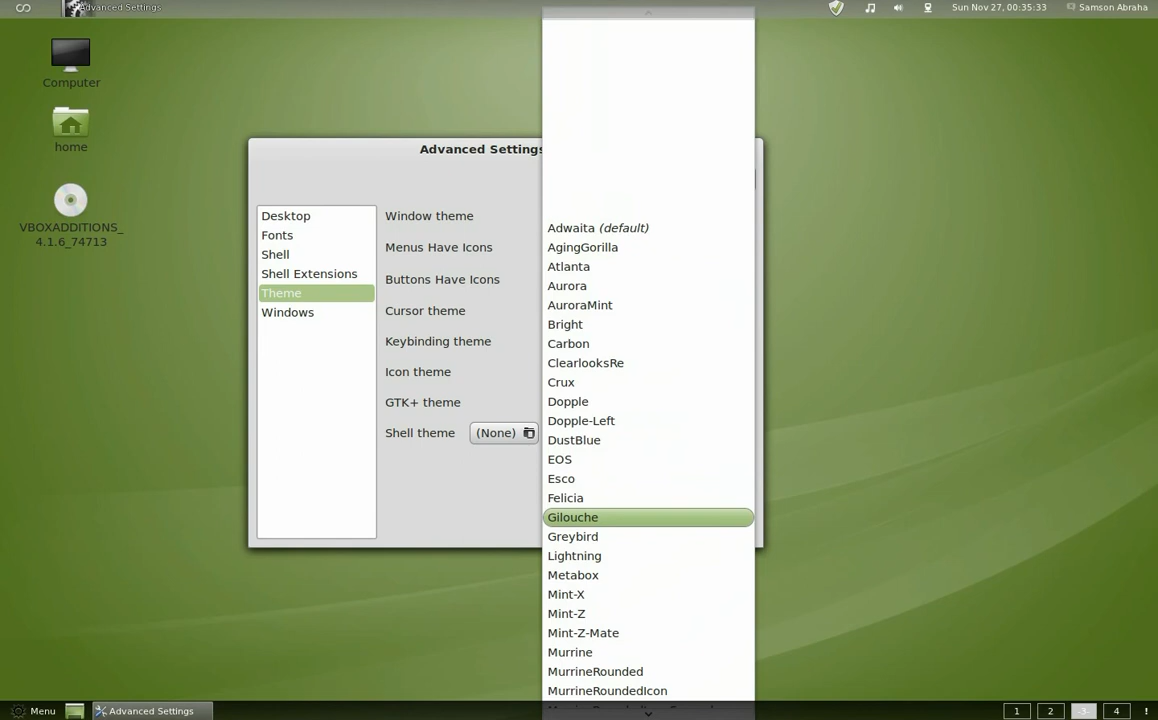 Advanced Settings
Sun Nov 27, 00:35:33
Samson Abraha
Computer
home
VBOXADDITIONS_
4.1.6_74713
Advanced Settings
Desktop
Fonts
Shell
Shell Extensions
Theme
Windows
Window theme
Menus Have Icons
Buttons Have Icons
Cursor theme
Keybinding theme
Icon theme
GTK+ theme
Shell theme
(None)
Adwaita (default)
AgingGorilla
Atlanta
Aurora
AuroraMint
Bright
Carbon
ClearlooksRe
Crux
Dopple
Dopple-Left
DustBlue
EOS
Esco
Felicia
Gilouche
Greybird
Lightning
Metabox
Mint-X
Mint-Z
Mint-Z-Mate
Murrine
MurrineRounded
MurrineRoundedIcon
Menu
Advanced Settings
1
2
3
4
!